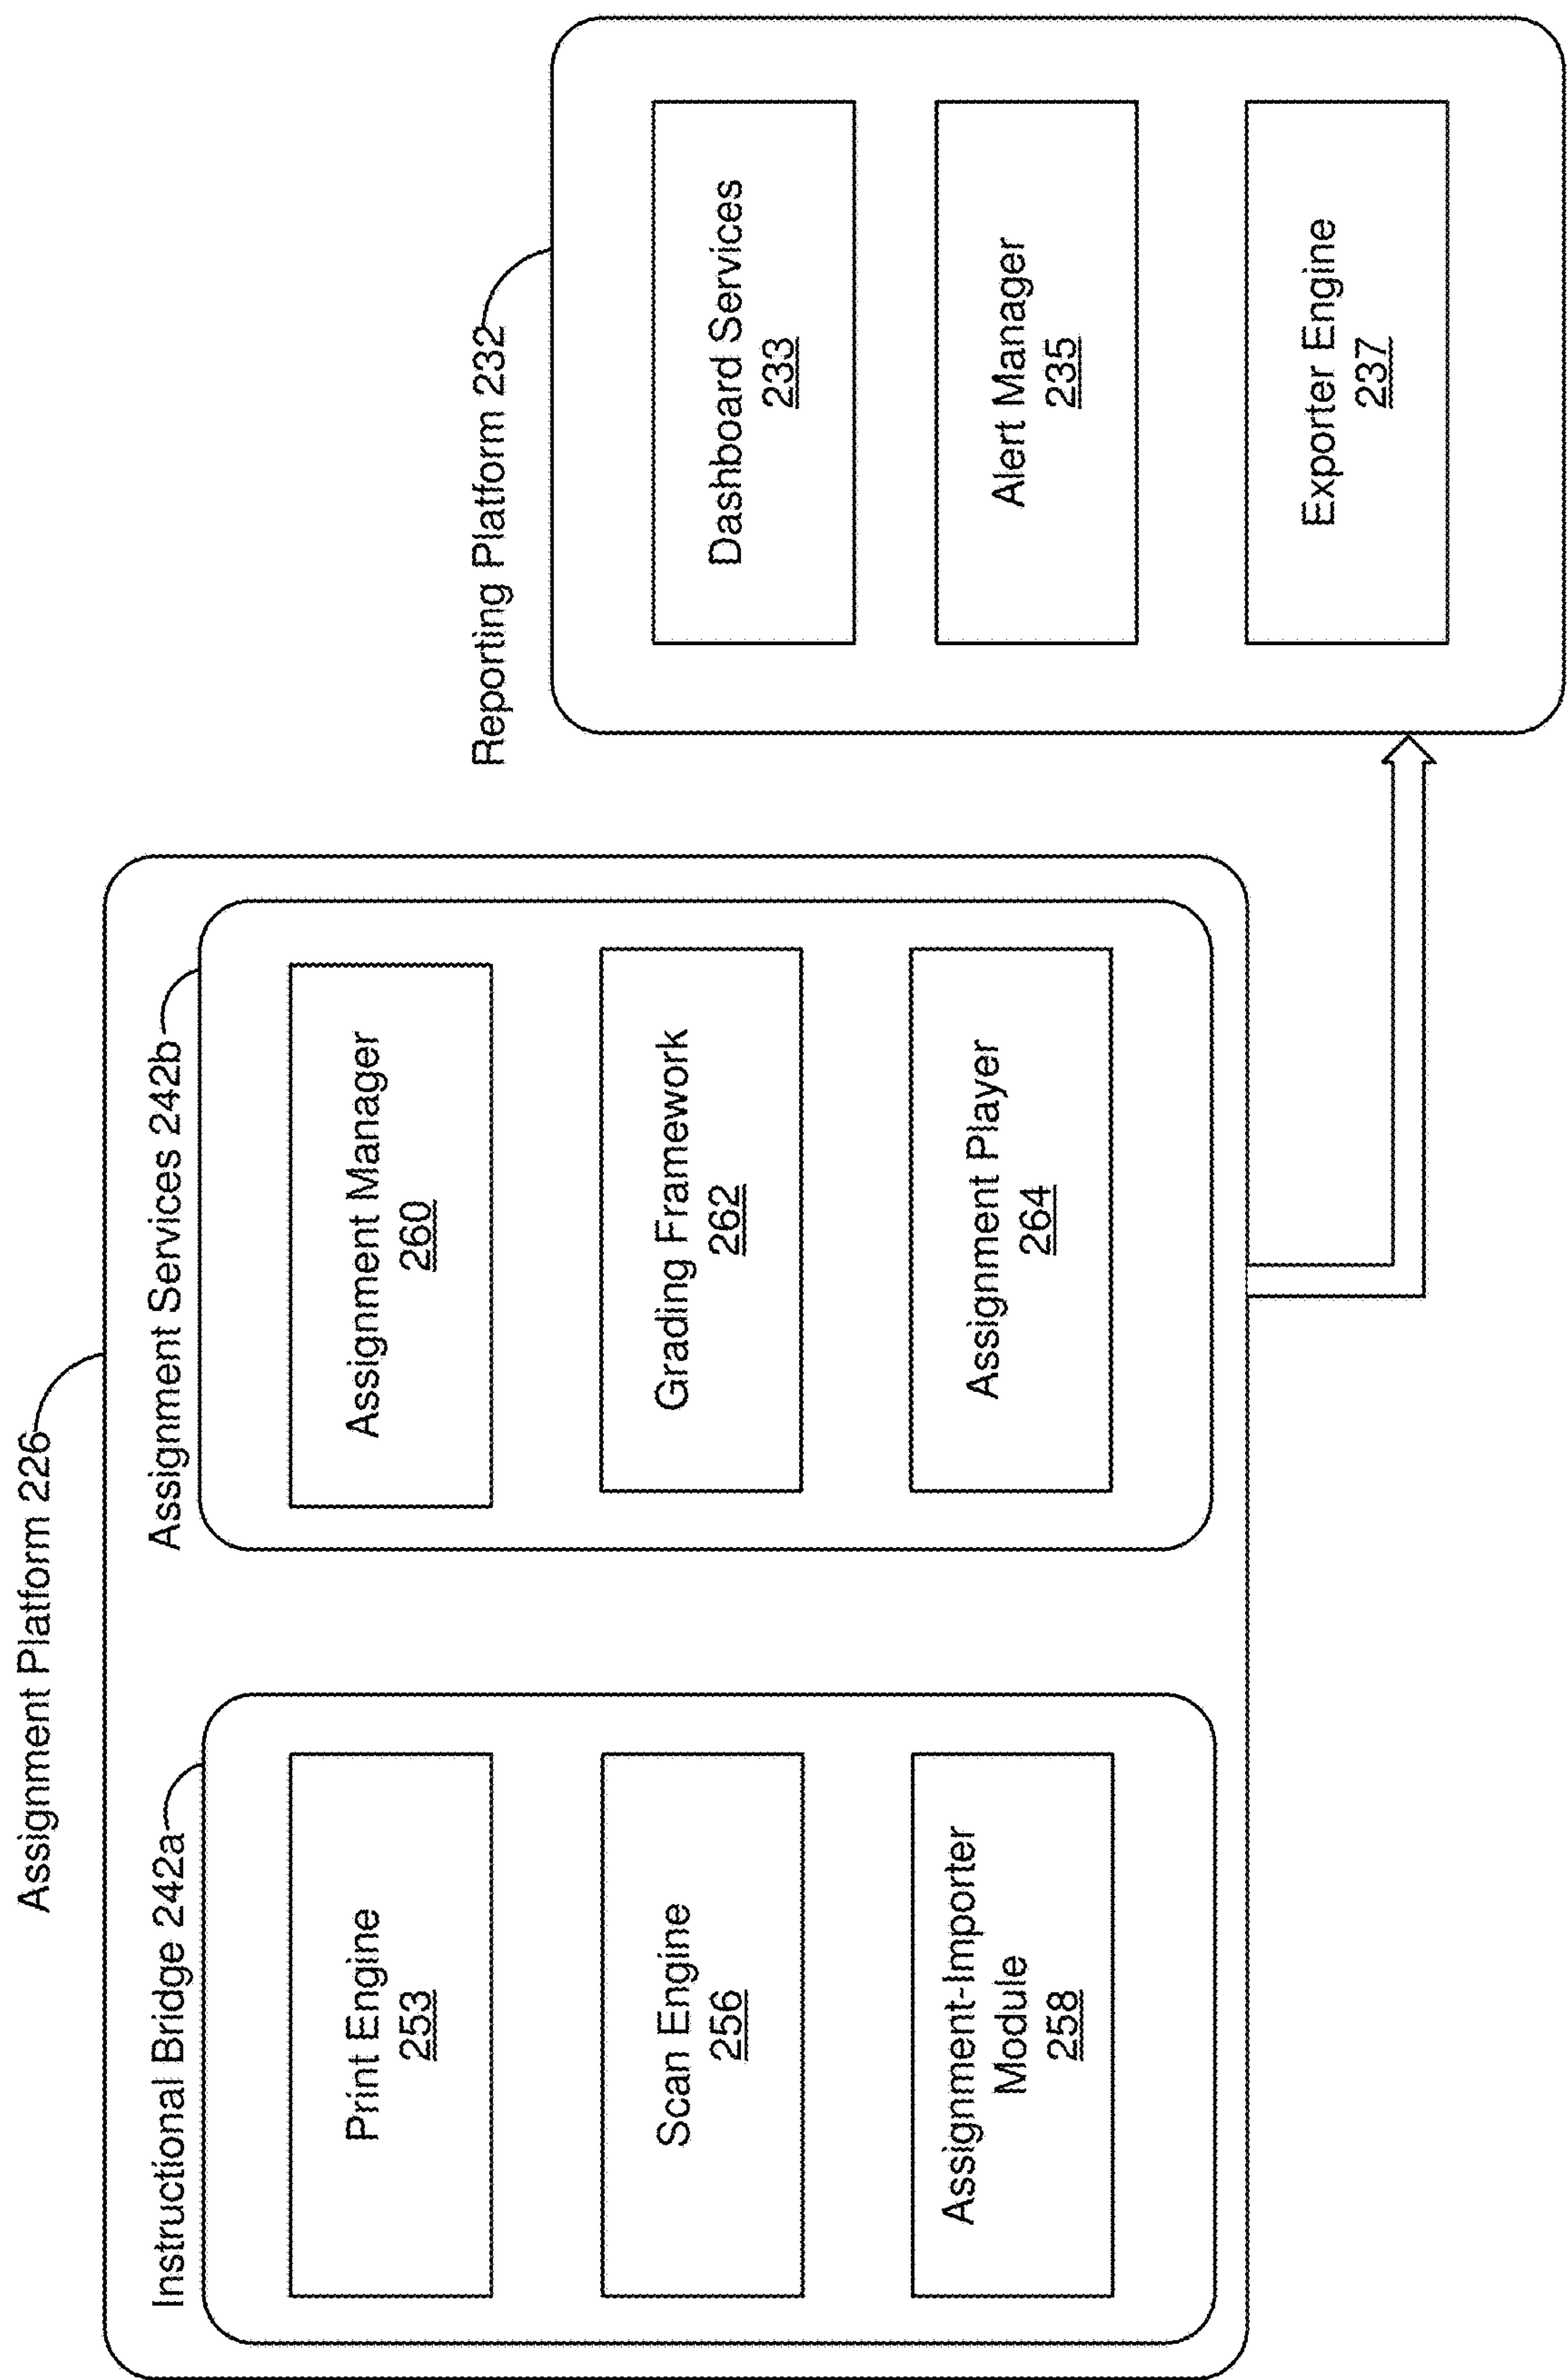 Assignment Platform 226
Instructional Bridge 242a
Print Engine
253
Scan Engine
256
Assignment-Importer
Module
258
Assignment Services 242b
Assignment Manager
260
Grading Framework
262
Assignment Player
264
Reporting Platform 232
Dashboard Services
233
Alert Manager
235
Exporter Engine
237